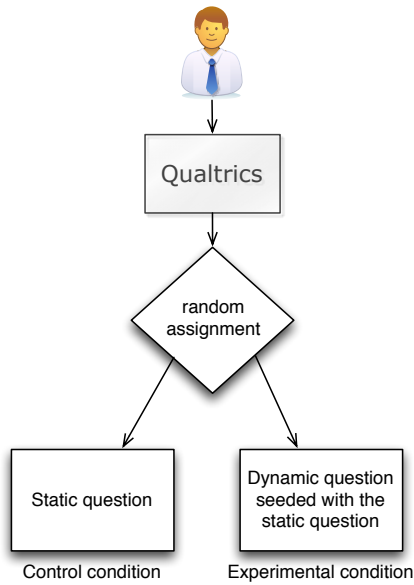 Qualtrics
random
assignment
Static question
Dynamic question
seeded with the
static question
Control condition
Experimental condition